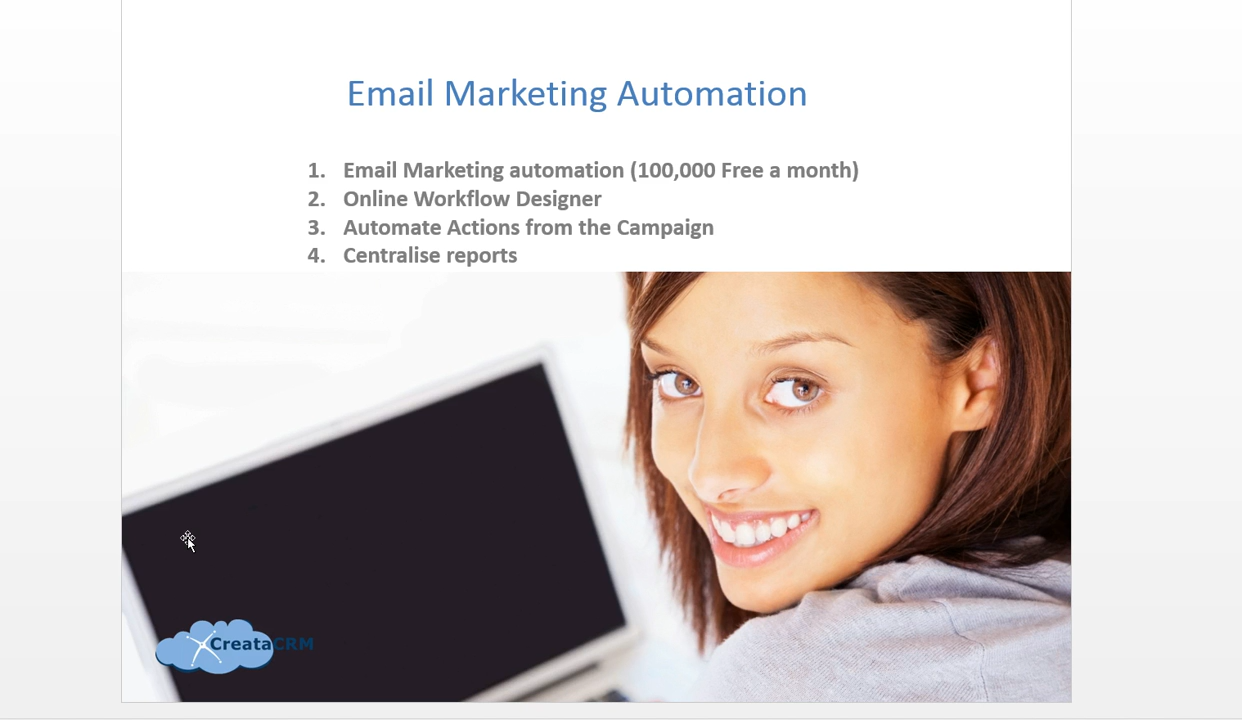 Email Marketing Automation
1. Email Marketing automation (100,000 Free a month)
2. Online Workflow Designer
3. Automate Actions from the Campaign
4. Centralise reports
CreataCRM